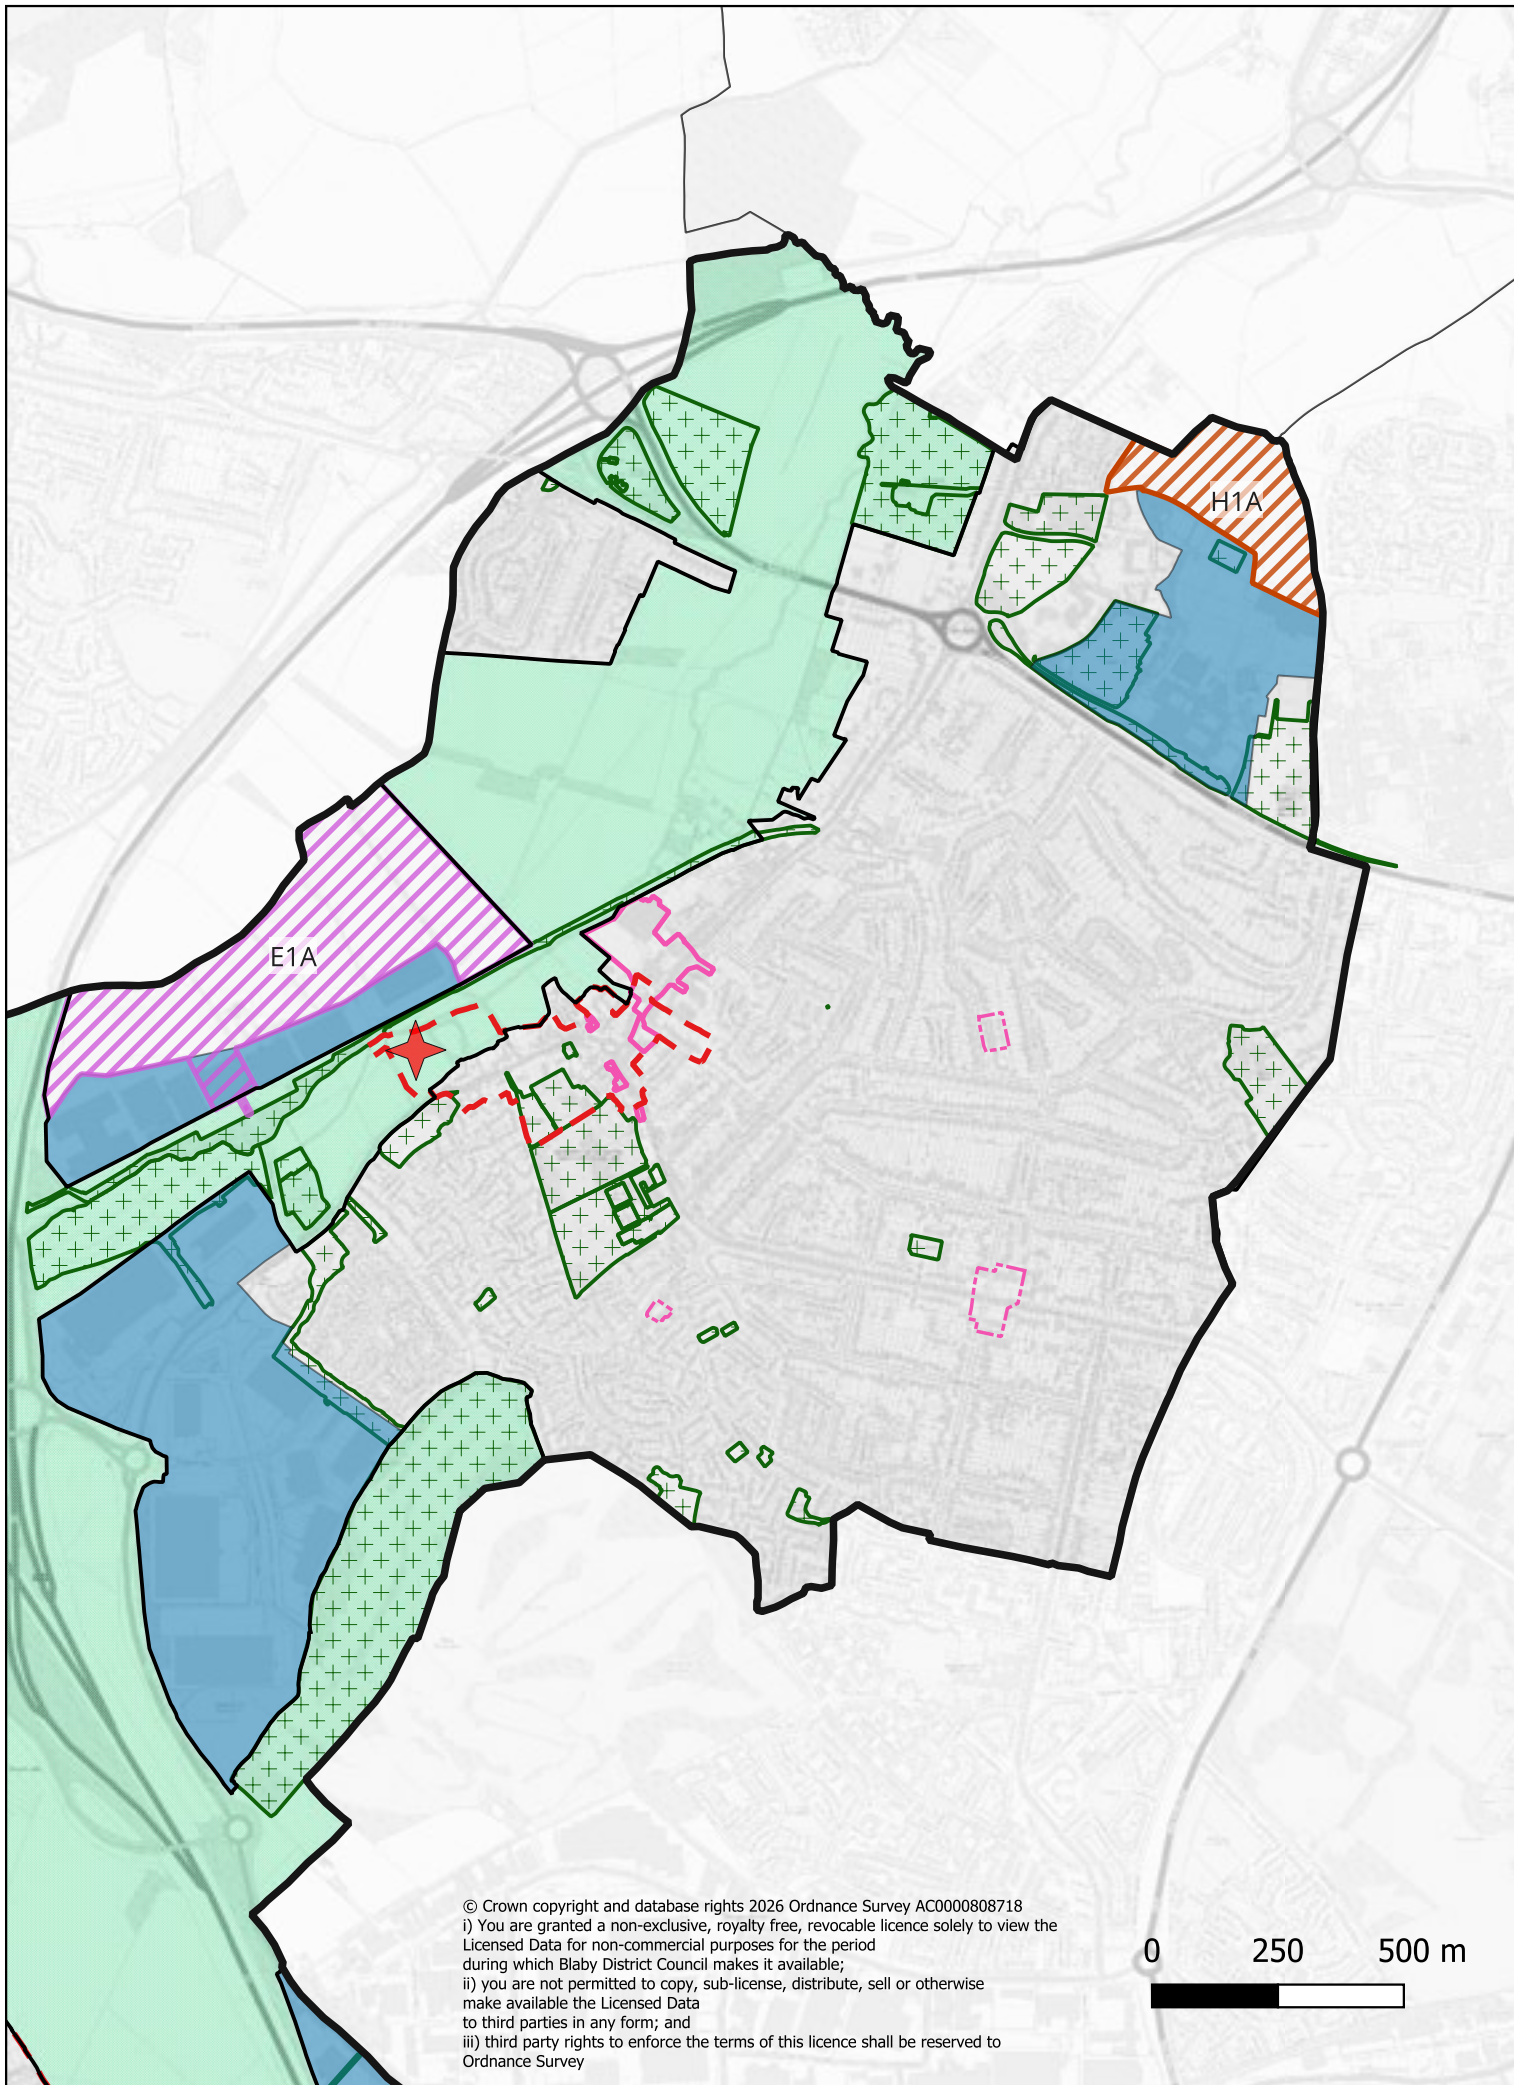 H1A
E1A
© Crown copyright and database rights 2026 Ordnance Survey AC0000808718
i) You are granted a non-exclusive, royalty free, revocable licence solely to view the
Licensed Data for non-commercial purposes for the period
during which Blaby District Council makes it available;
ii) you are not permitted to copy, sub-license, distribute, sell or otherwise
make available the Licensed Data
to third parties in any form; and
iii) third party rights to enforce the terms of this licence shall be reserved to
Ordnance Survey
0 250 500 m